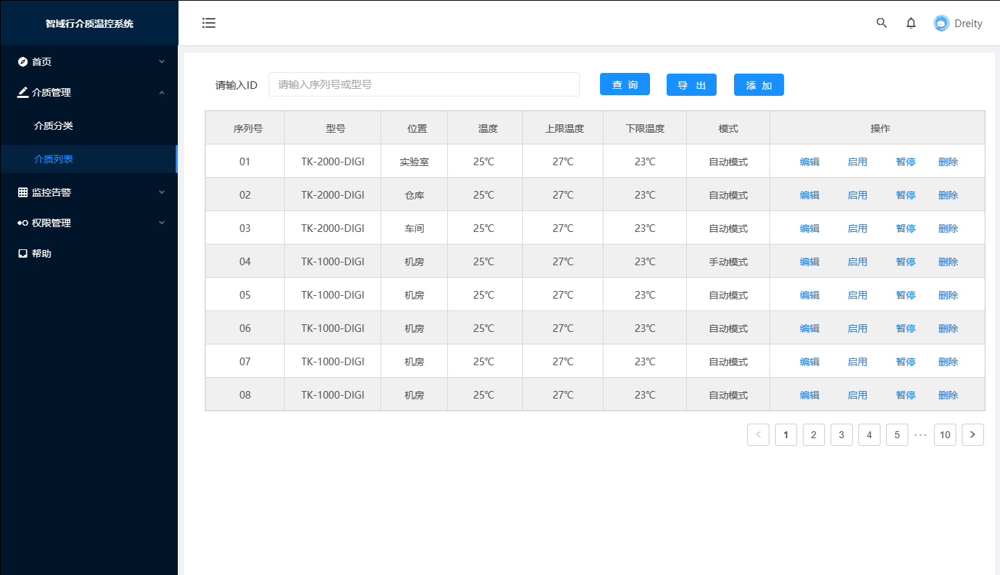 智域行介质温控系统
Dreity
首页
介质管理
介质分类
介质列表
监控告警
权限管理
帮助
请输入ID 请输入序列号或型号 查 询 导 出 添 加
序列号 型号 位置 温度 上限温度 下限温度 模式 操作
01 TK-2000-DIGI 实验室 25℃ 27℃ 23℃ 自动模式 编辑 启用 暂停 删除
02 TK-2000-DIGI 仓库 25℃ 27℃ 23℃ 自动模式 编辑 启用 暂停 删除
03 TK-2000-DIGI 车间 25℃ 27℃ 23℃ 自动模式 编辑 启用 暂停 删除
04 TK-1000-DIGI 机房 25℃ 27℃ 23℃ 手动模式 编辑 启用 暂停 删除
05 TK-1000-DIGI 机房 25℃ 27℃ 23℃ 自动模式 编辑 启用 暂停 删除
06 TK-1000-DIGI 机房 25℃ 27℃ 23℃ 自动模式 编辑 启用 暂停 删除
07 TK-1000-DIGI 机房 25℃ 27℃ 23℃ 自动模式 编辑 启用 暂停 删除
08 TK-1000-DIGI 机房 25℃ 27℃ 23℃ 自动模式 编辑 启用 暂停 删除
< 1 2 3 4 5 ••• 10 >